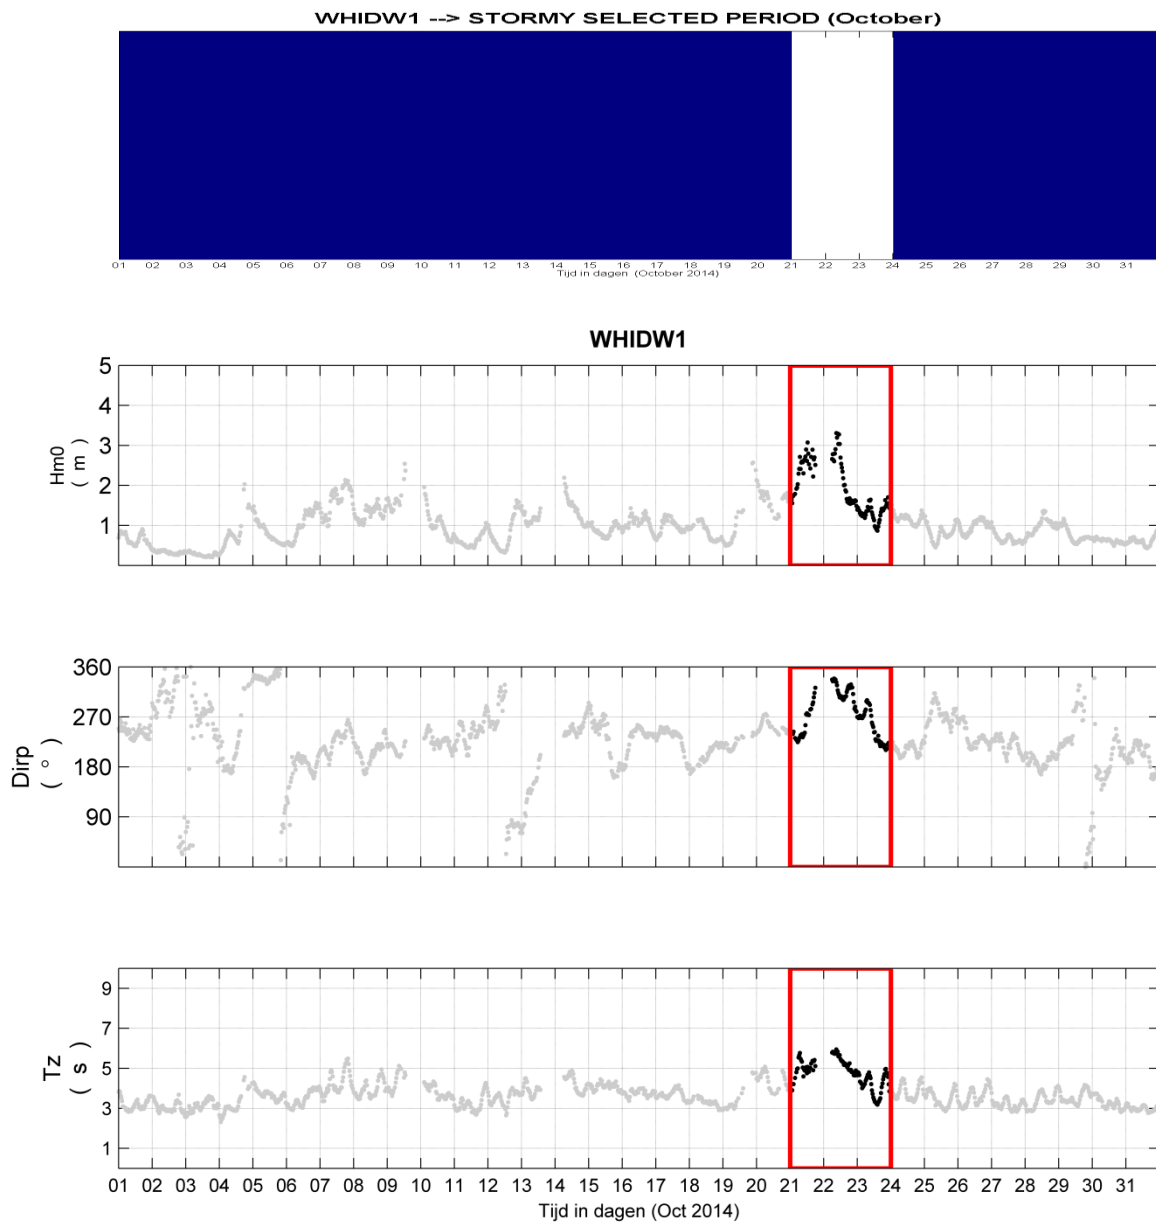 WHIDW1 --> STORMY SELECTED PERIOD (October)
01 02 03 04 05 06 07 08 09 10 11 12 13 14 15 16 17 18 19 20 21 22 23 24 25 26 27 28 29 30 31
Tijd in dagen (October 2014)
WHIDW1
Hm0
( m )
5
4
3
2
1
Dirp
( ° )
360
270
180
90
Tz
( s )
9
7
5
3
1
01 02 03 04 05 06 07 08 09 10 11 12 13 14 15 16 17 18 19 20 21 22 23 24 25 26 27 28 29 30 31
Tijd in dagen (Oct 2014)